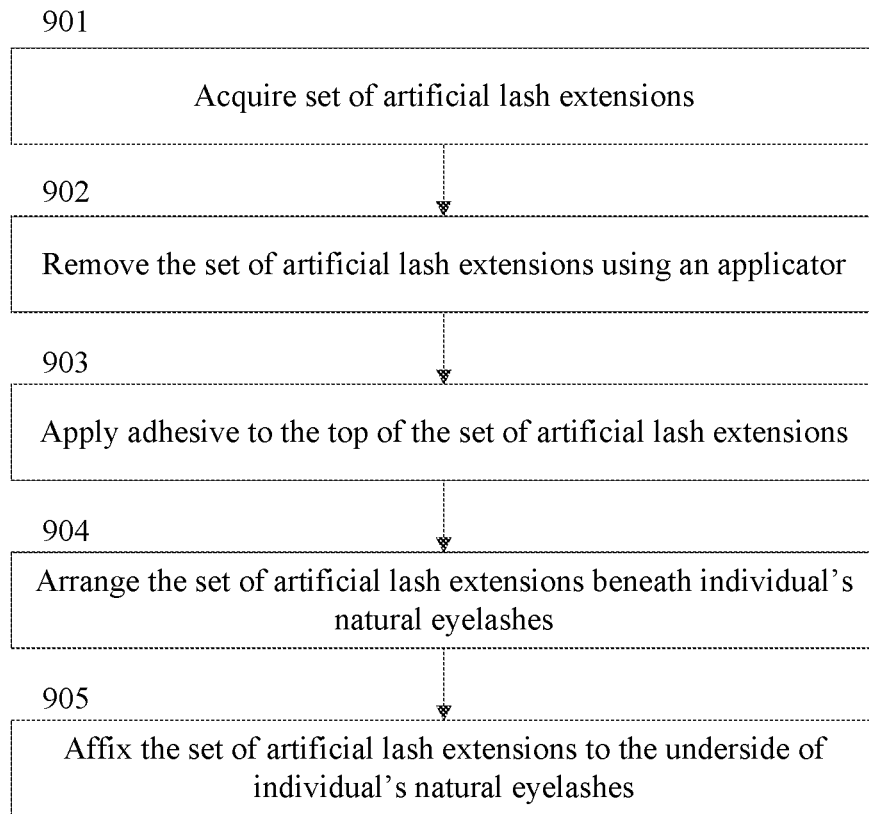 901
Acquire set of artificial lash extensions
902
Remove the set of artificial lash extensions using an applicator
903
Apply adhesive to the top of the set of artificial lash extensions
904
Arrange the set of artificial lash extensions beneath individual’s
natural eyelashes
905
Affix the set of artificial lash extensions to the underside of
individual’s natural eyelashes